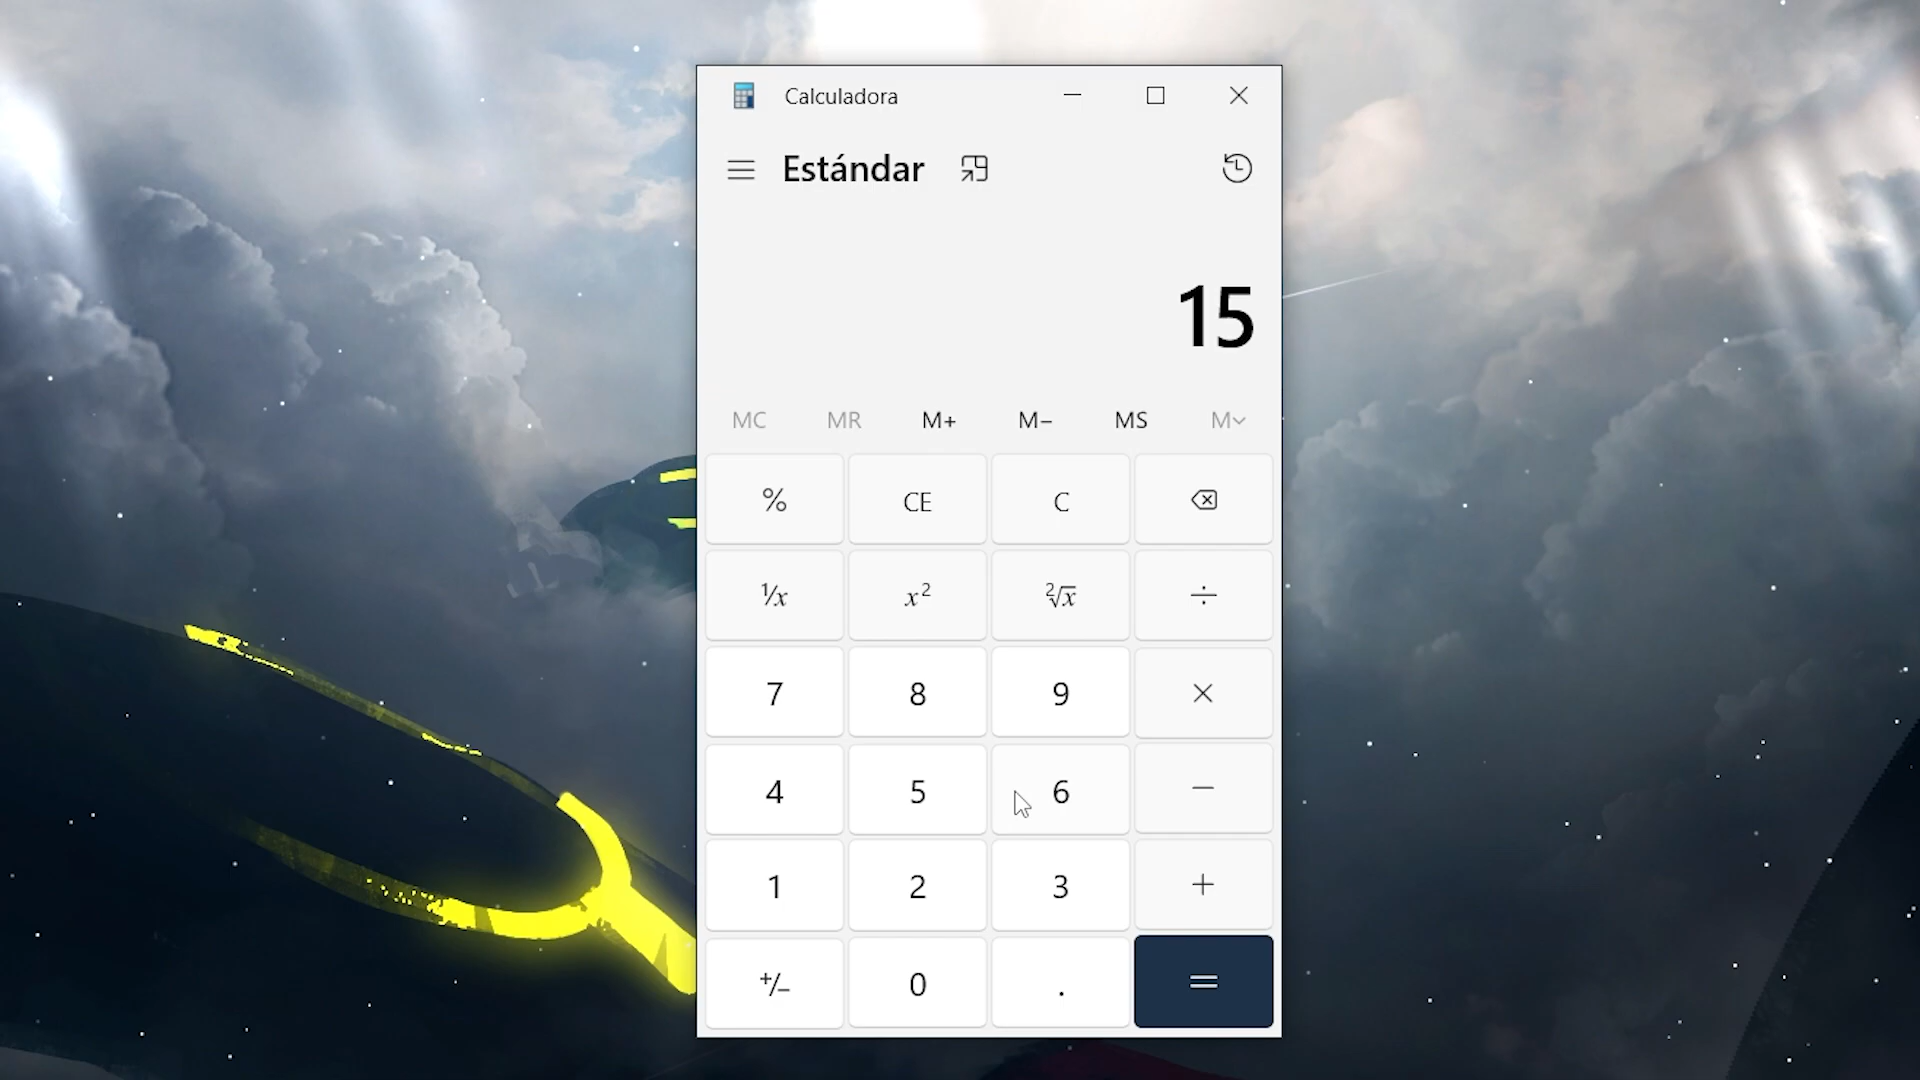 Calculadora
Estándar
15
MC MR M+ M− MS M
% CE C
¹/x x² ²√x ÷
7 8 9 ×
4 5 6 −
1 2 3 +
+/− 0 . =